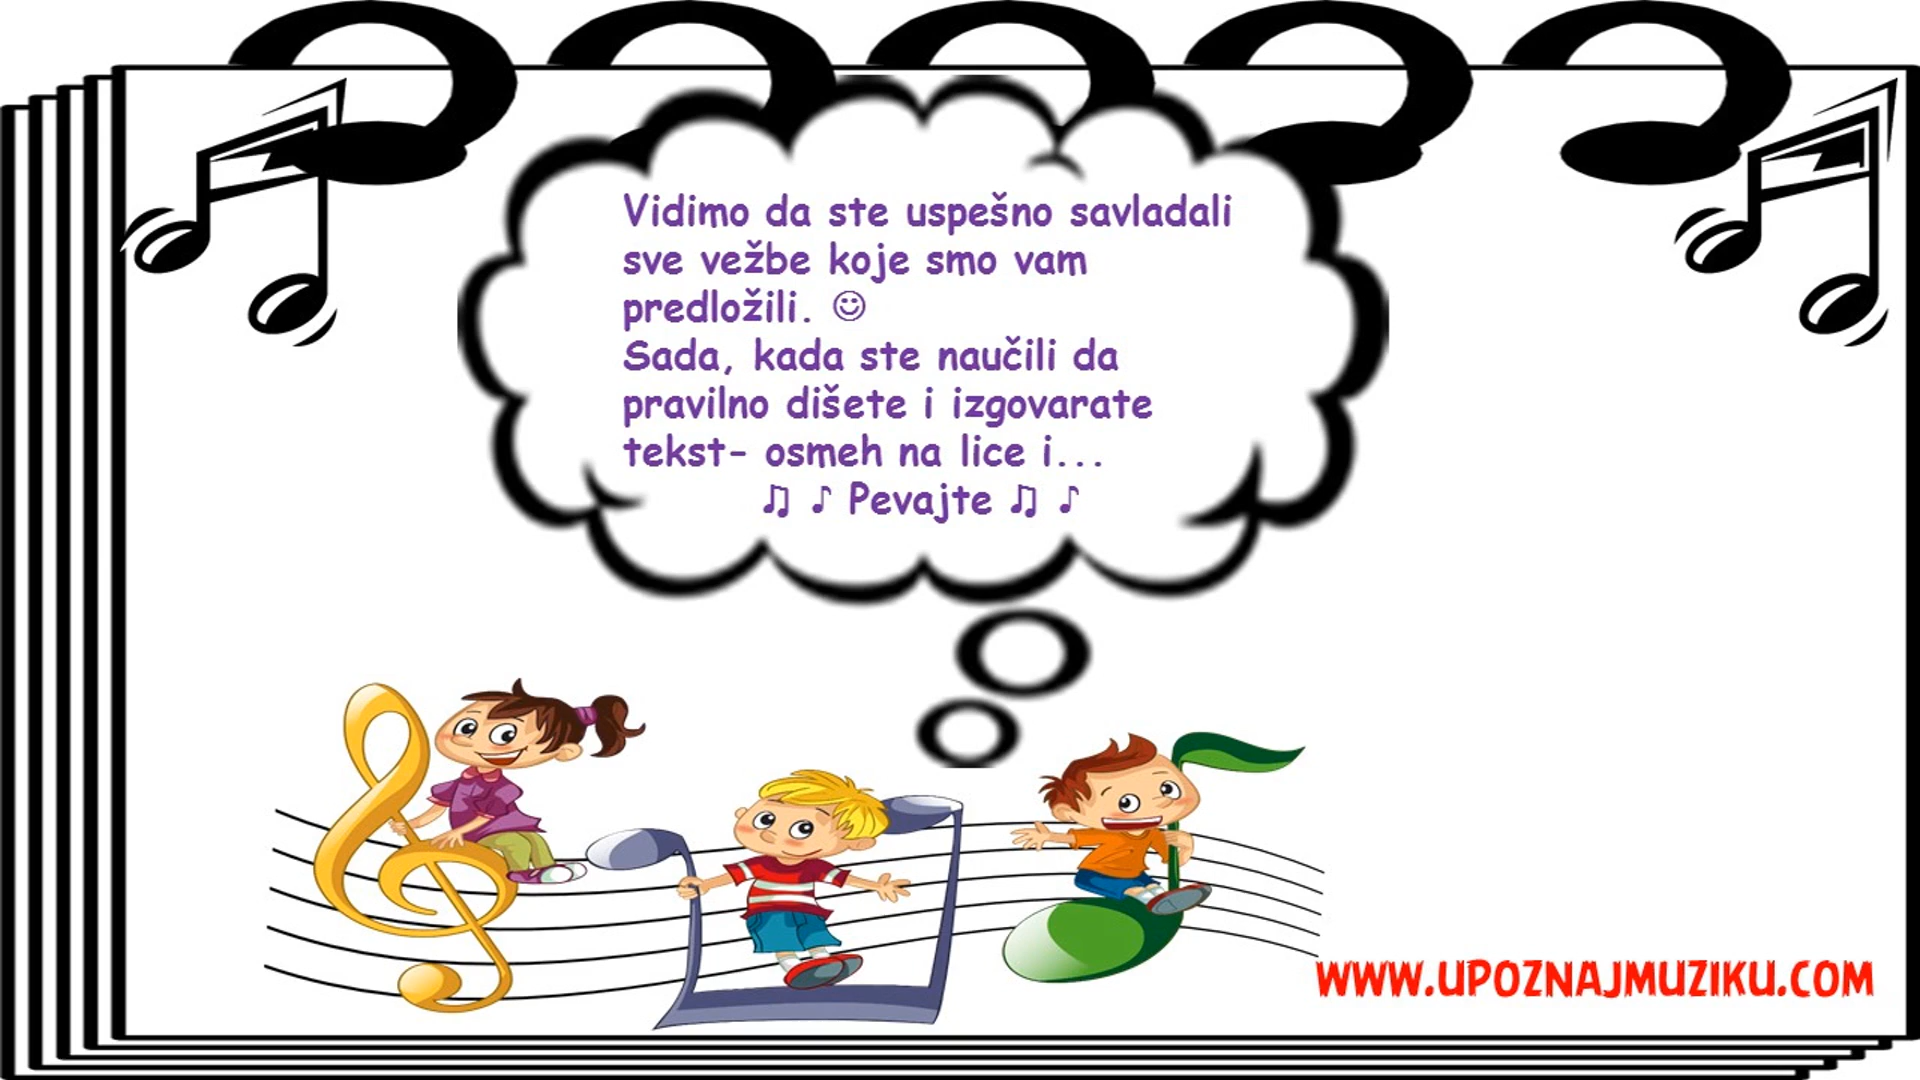 Vidimo da ste uspešno savladali
sve vežbe koje smo vam
predložili. ☺
Sada, kada ste naučili da
pravilno dišete i izgovarate
tekst- osmeh na lice i...
♫ ♪ Pevajte ♫ ♪
WWW.UPOZNAJMUZIKU.COM